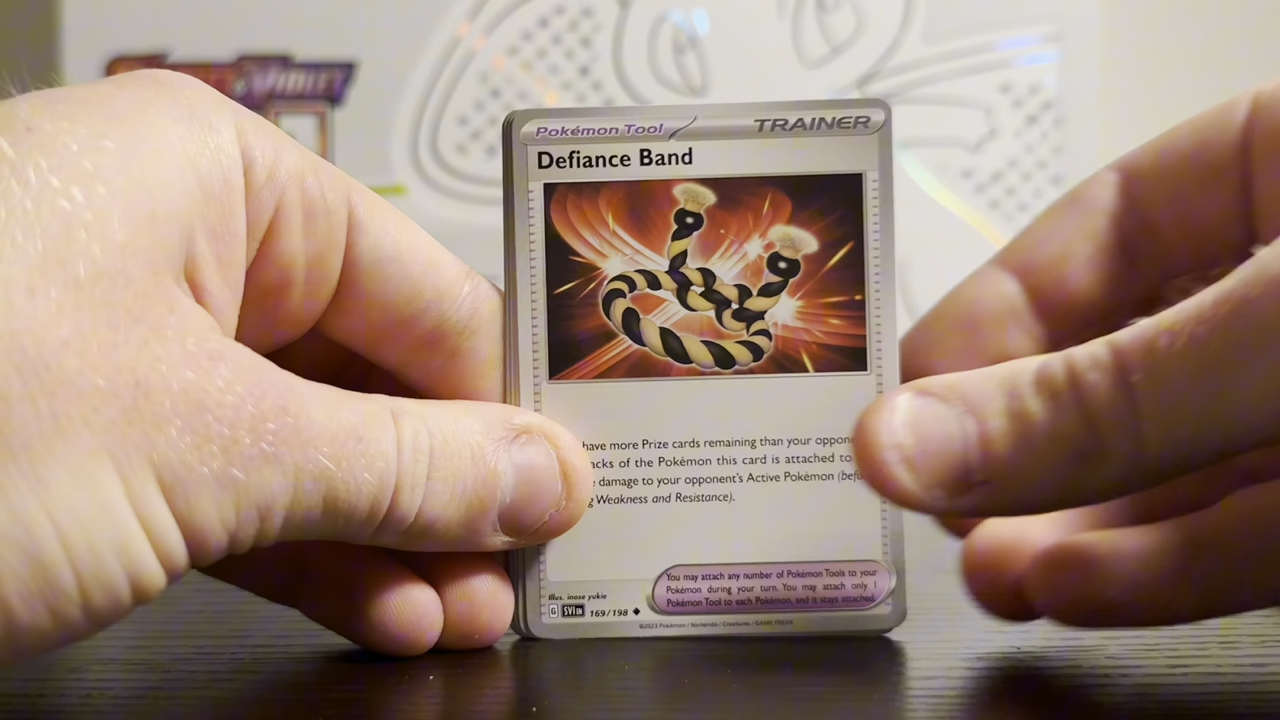 VIOLET
Pokémon Tool
TRAINER
Defiance Band
have more Prize cards remaining than your
acks of the Pokémon this card is attached to
damage to your opponent's Active Pokémon
Weakness and Resistance).
You may attach any number of Pokémon Tools to your
Pokémon during your turn. You may attach only 1
Pokémon Tool to each Pokémon, and it stays attached.
Illus. inose yukie
G SVI EN 169/198
©2023 Pokémon / Nintendo / Creatures / GAME FREAK